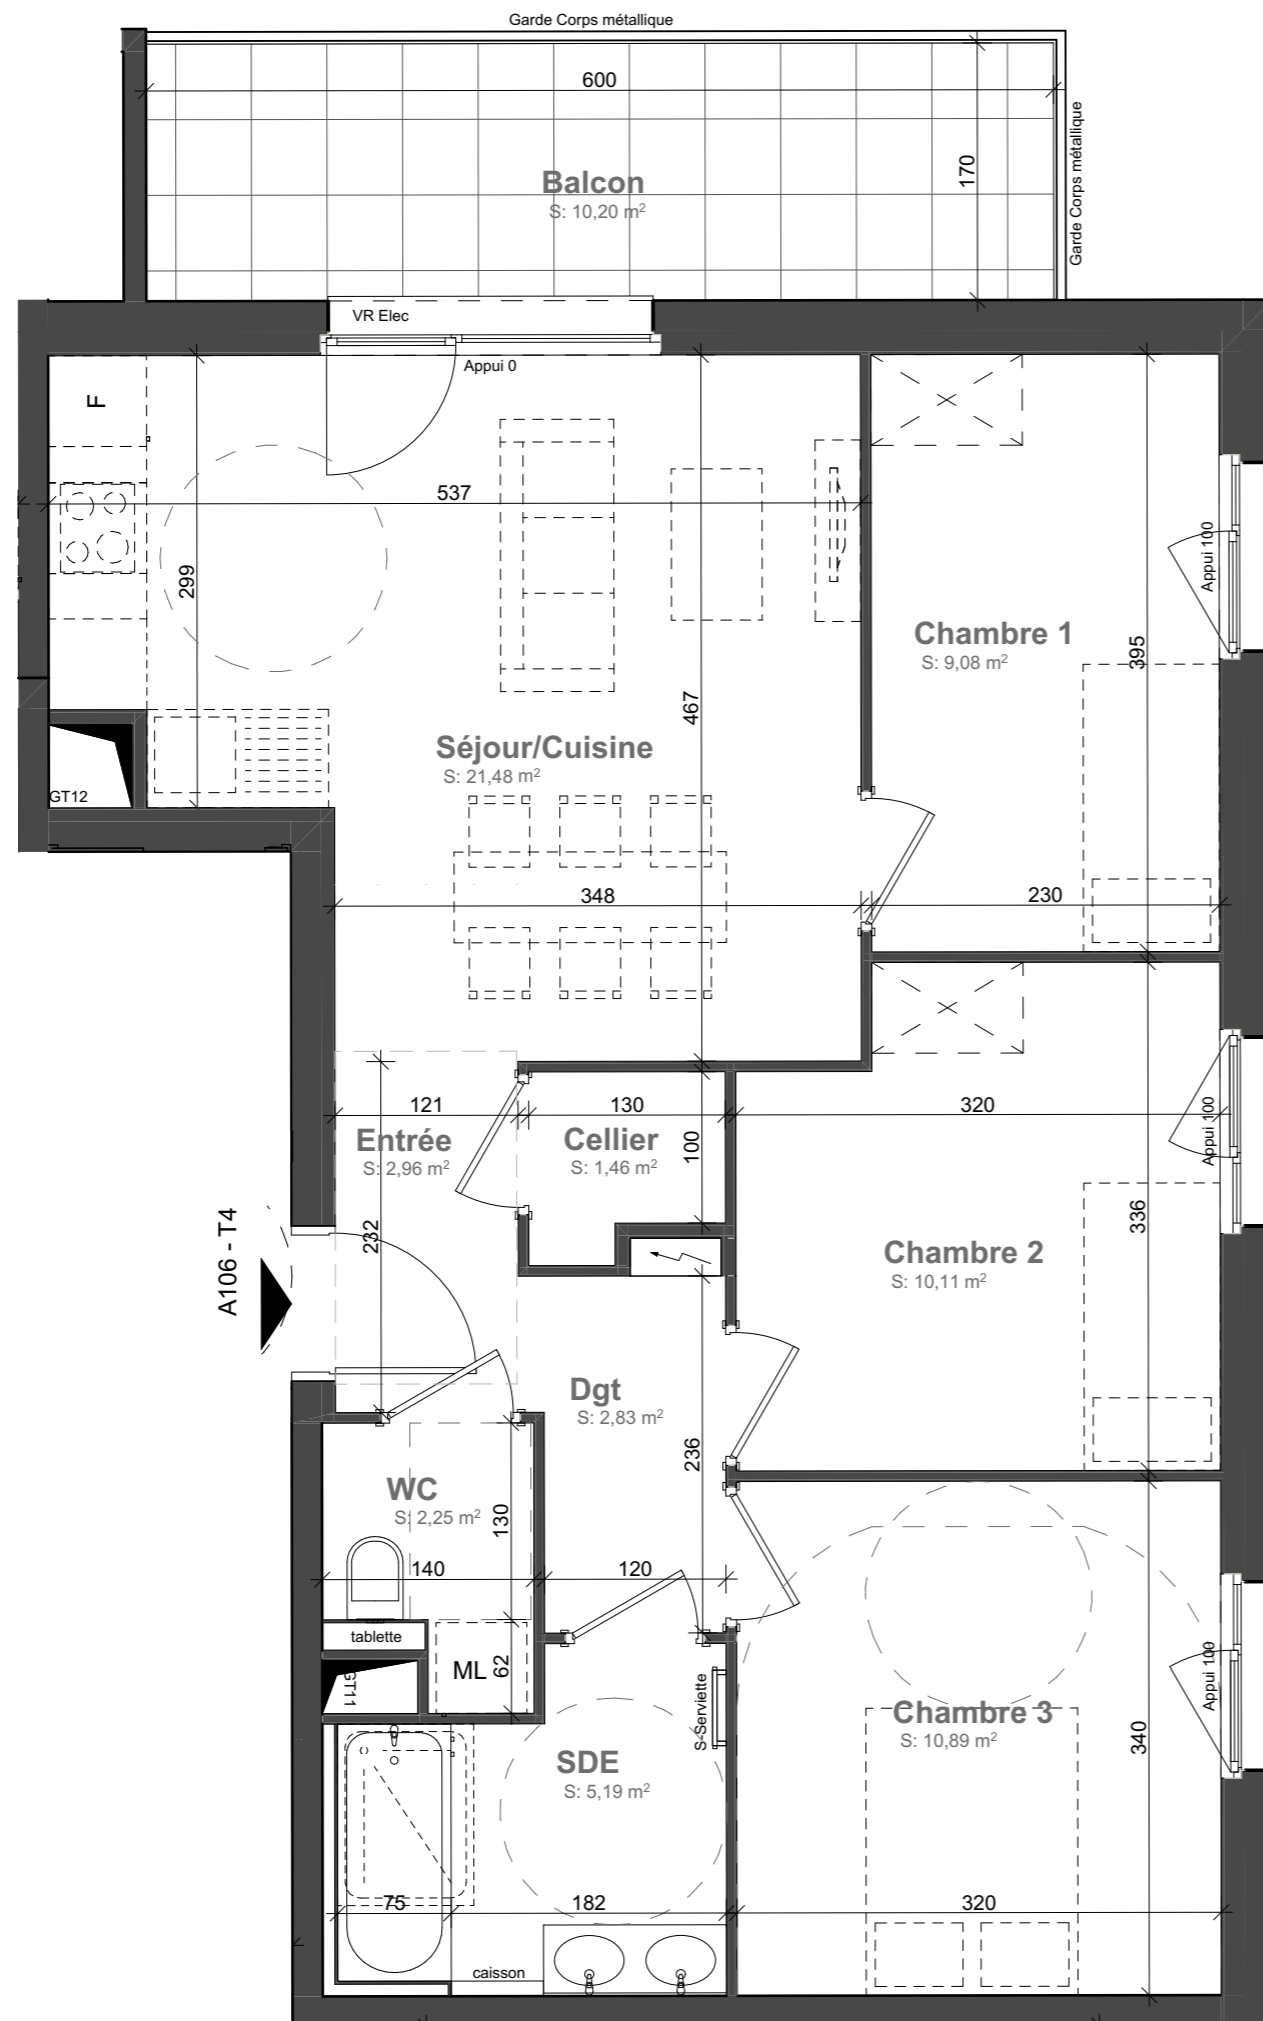 Garde Corps métallique
600
170
Garde Corps métallique
Balcon
S: 10,20 m²
VR Elec
Appui 0
F
537
299
467
Chambre 1
S: 9,08 m²
395
Appui 100
Séjour/Cuisine
S: 21,48 m²
GT12
348
230
121
130
320
Entrée
S: 2,96 m²
Cellier
S: 1,46 m²
100
Appui 100
232
336
A106 - T4
Chambre 2
S: 10,11 m²
Dgt
S: 2,83 m²
236
WC
S: 2,25 m²
130
140
120
tablette
ML
62
GT11
S-Serviette
Appui 100
Chambre 3
S: 10,89 m²
340
SDE
S: 5,19 m²
75
182
320
caisson